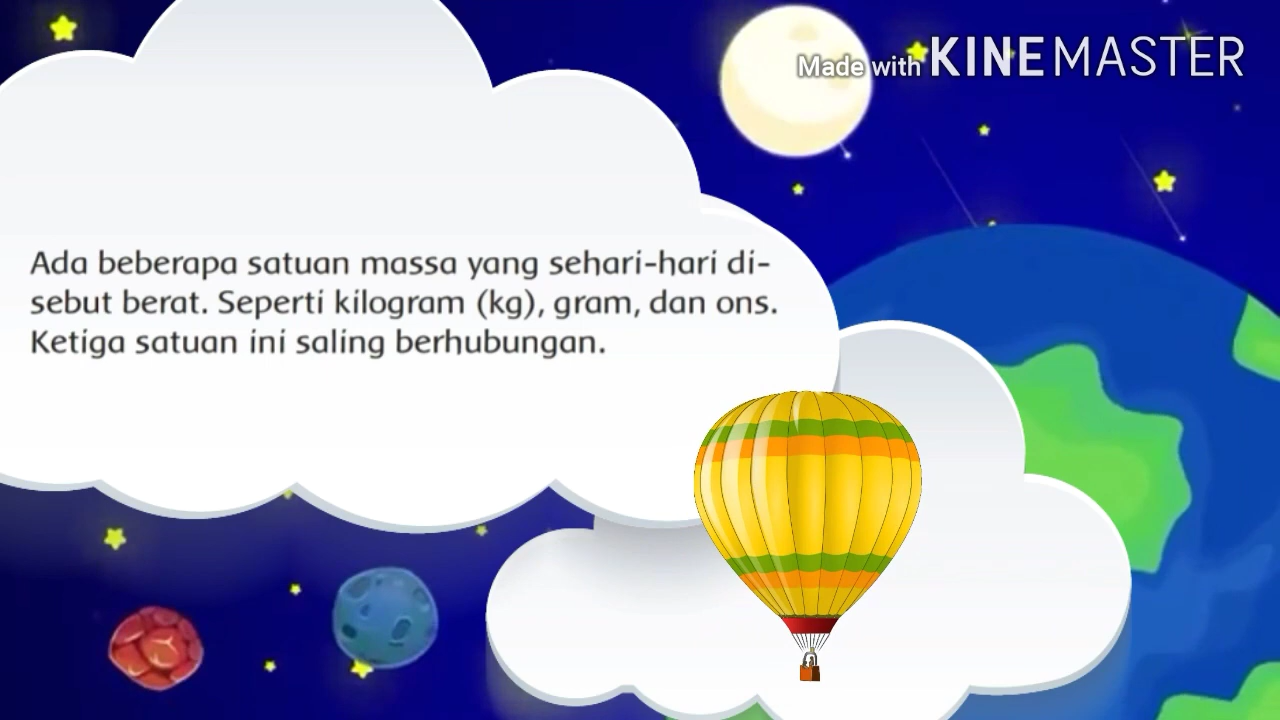 Made with KINEMASTER
Ada beberapa satuan massa yang sehari-hari di-
sebut berat. Seperti kilogram (kg), gram, dan ons.
Ketiga satuan ini saling berhubungan.